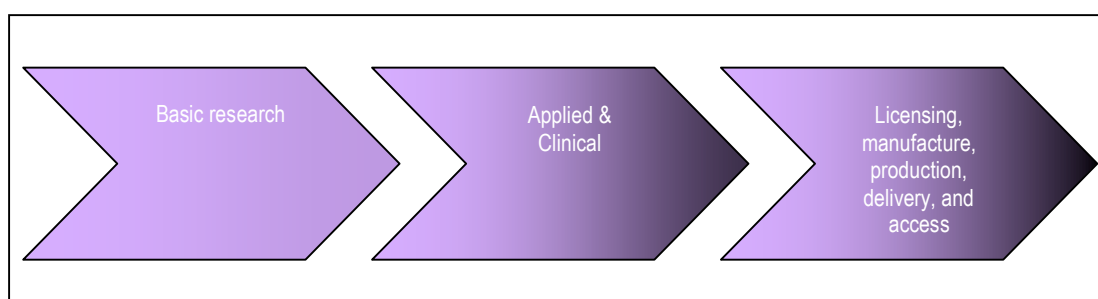 Basic research
Applied &
Clinical
Licensing,
manufacture,
production,
delivery, and
access